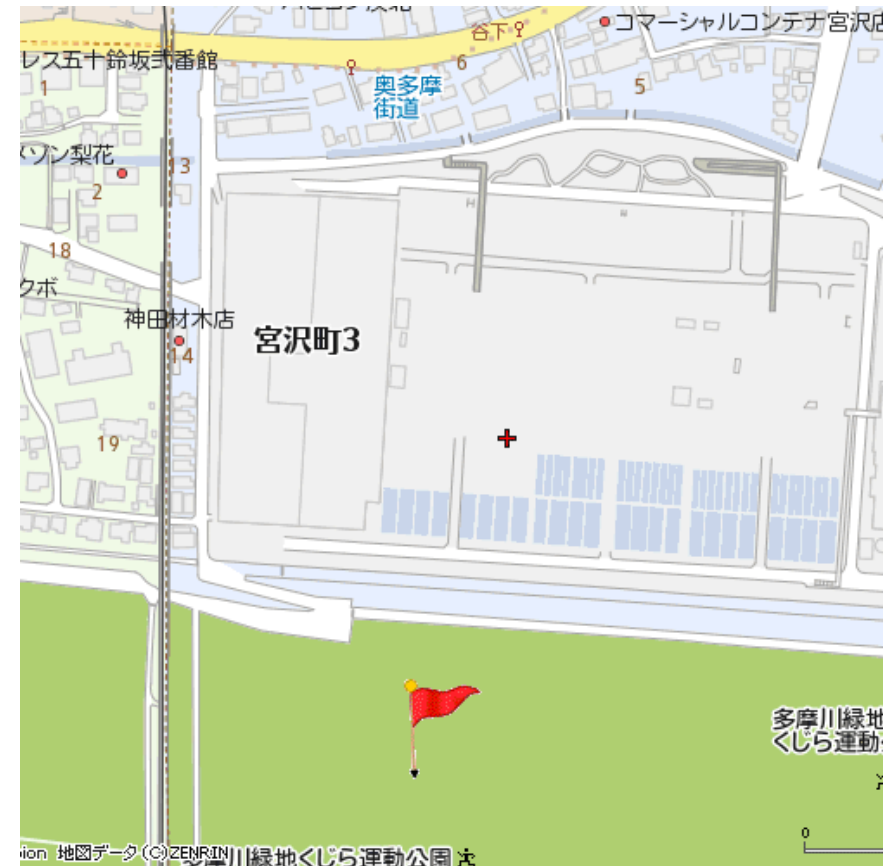 谷下
コマーシャルコンテナ宮沢店
レス五十鈴坂弐番館
6
奥多摩
街道
5
1
メゾン梨花
13
2
18
クボ
神田材木店
14
宮沢町3
19
多摩川緑地
くじら運動
0
ion 地図データ(C)ZENRIN
川緑地くじら運動公園